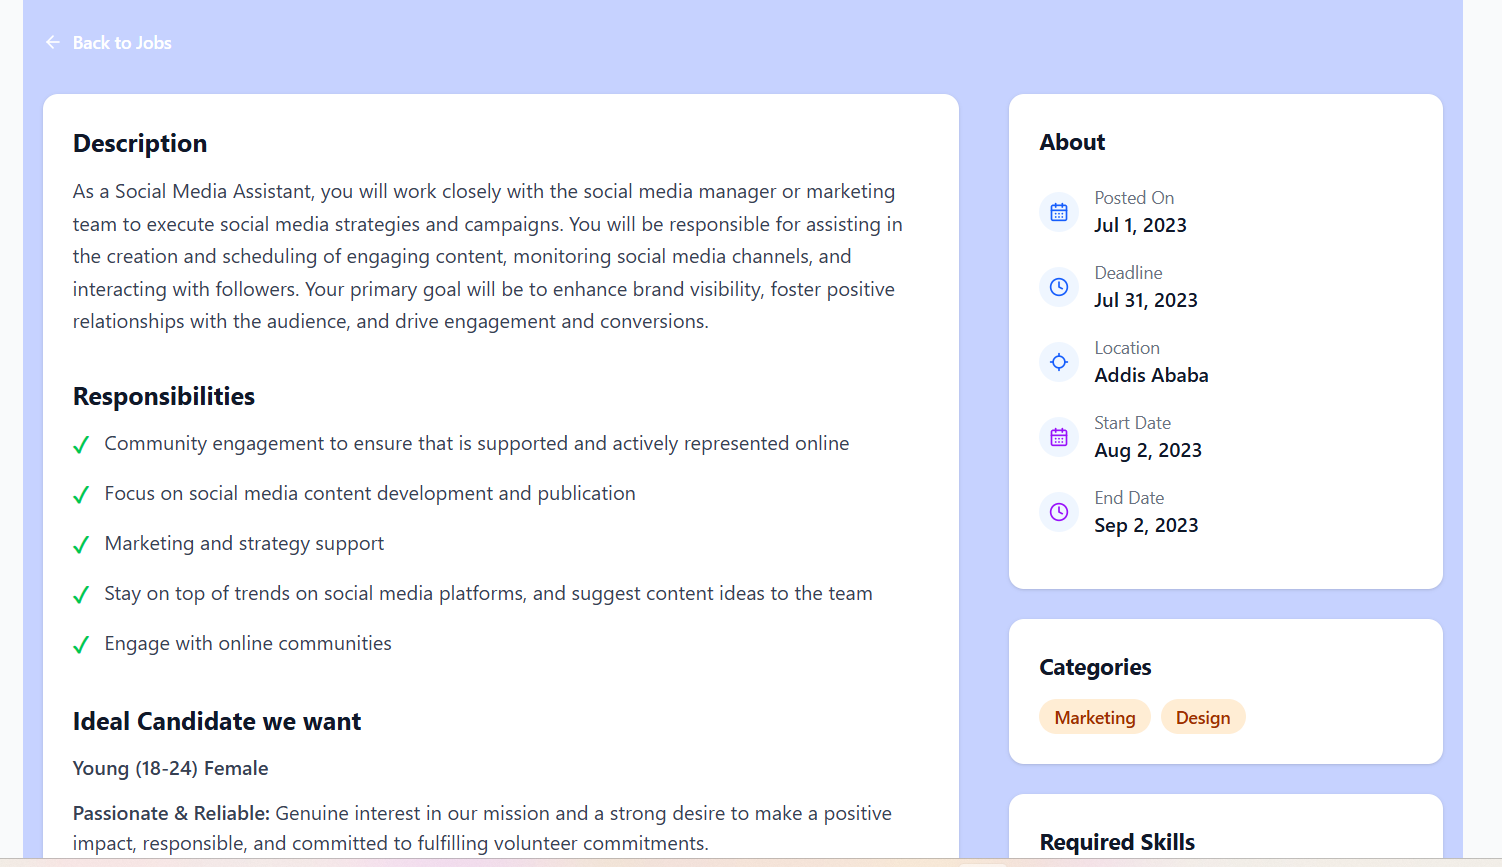 Back to Jobs
Description
As a Social Media Assistant, you will work closely with the social media manager or marketing
team to execute social media strategies and campaigns. You will be responsible for assisting in
the creation and scheduling of engaging content, monitoring social media channels, and
interacting with followers. Your primary goal will be to enhance brand visibility, foster positive
relationships with the audience, and drive engagement and conversions.
Responsibilities
Community engagement to ensure that is supported and actively represented online
Focus on social media content development and publication
Marketing and strategy support
Stay on top of trends on social media platforms, and suggest content ideas to the team
Engage with online communities
Ideal Candidate we want
Young (18-24) Female
Passionate & Reliable: Genuine interest in our mission and a strong desire to make a positive
impact, responsible, and committed to fulfilling volunteer commitments.
About
Posted On
Jul 1, 2023
Deadline
Jul 31, 2023
Location
Addis Ababa
Start Date
Aug 2, 2023
End Date
Sep 2, 2023
Categories
Marketing
Design
Required Skills